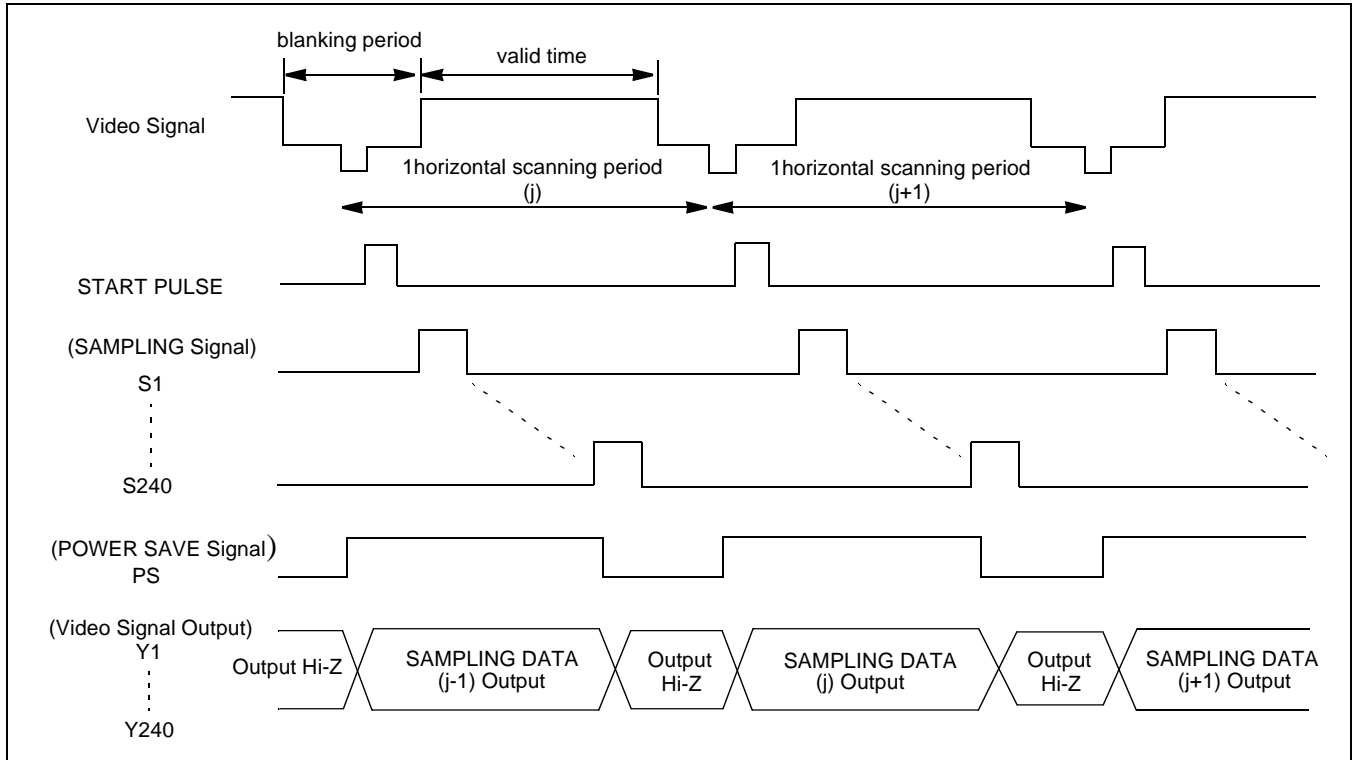 blanking period
valid time
Video Signal
1horizontal scanning period
(j)
1horizontal scanning period
(j+1)
START PULSE
(SAMPLING Signal)
S1
S240
(POWER SAVE Signal)
PS
(Video Signal Output)
Y1
Y240
Output Hi-Z
SAMPLING DATA
(j-1) Output
Output
Hi-Z
SAMPLING DATA
(j) Output
Output
Hi-Z
SAMPLING DATA
(j+1) Output